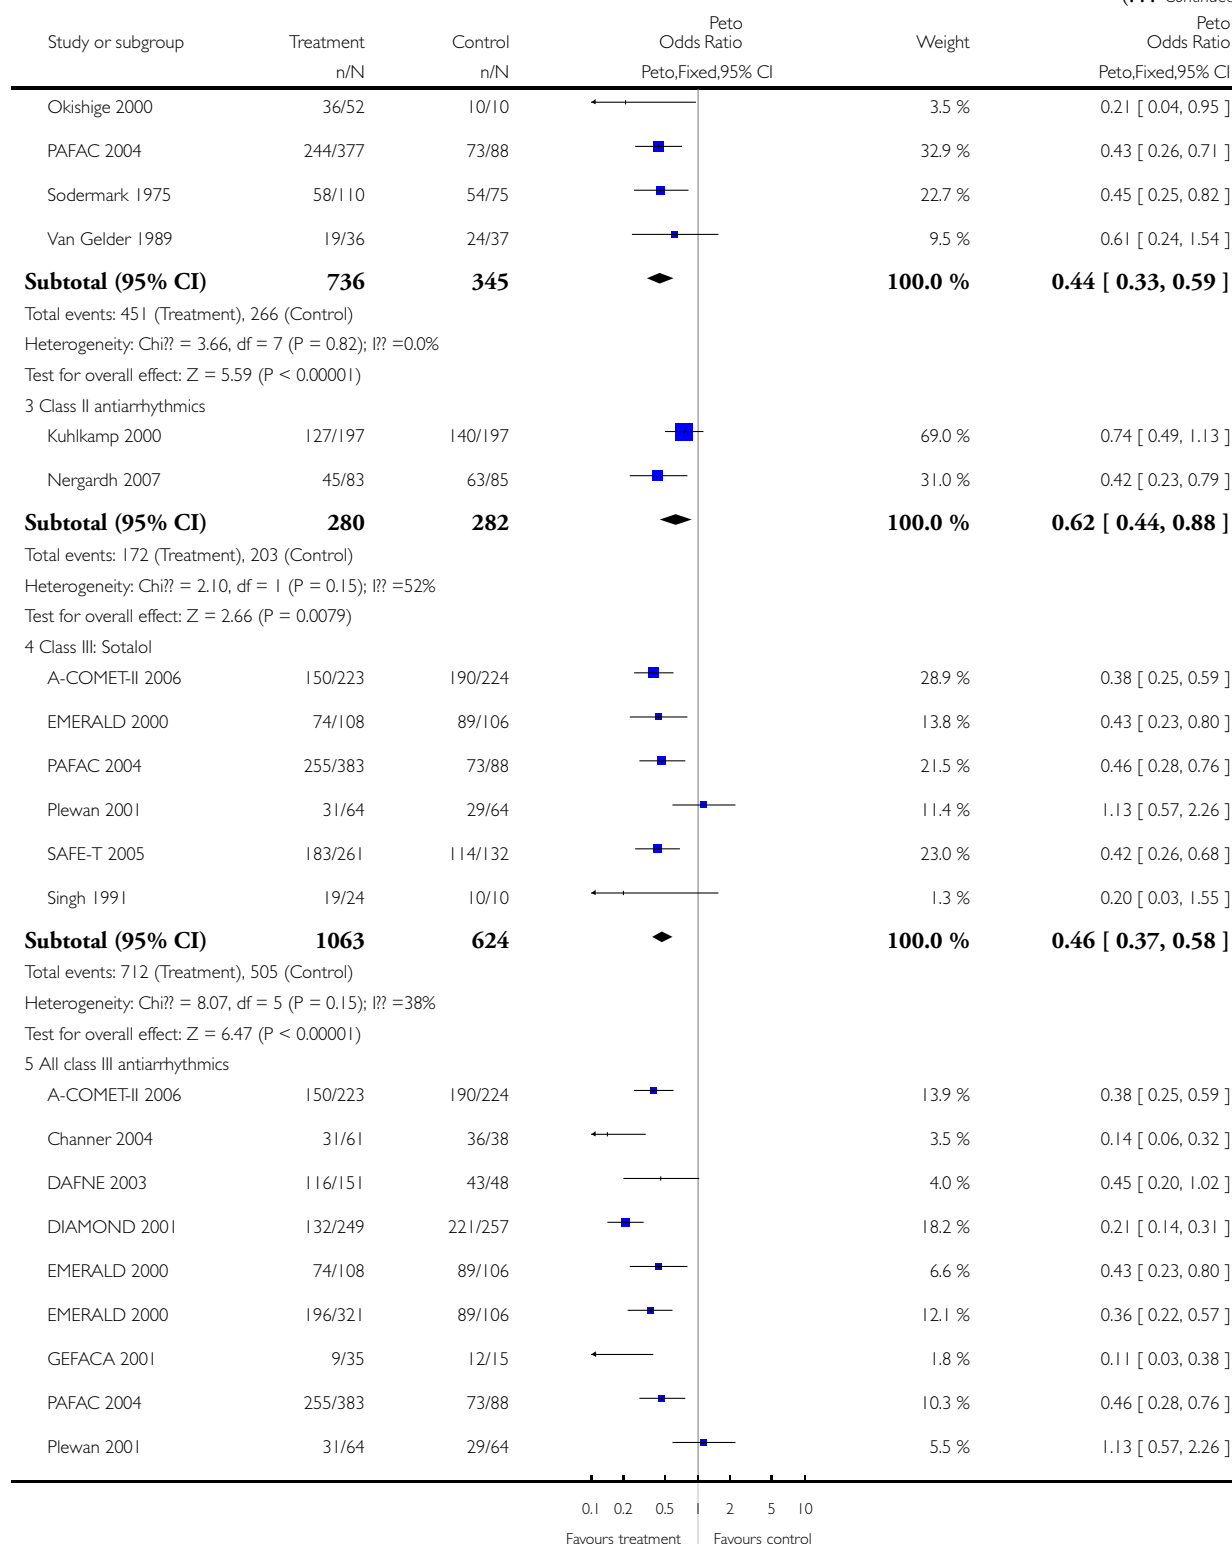 Peto Peto
Study or subgroup Treatment Control Odds Ratio Weight Odds Ratio
n/N n/N Peto,Fixed,95% CI Peto,Fixed,95% CI
Okishige 2000 36/52 10/10 3.5 % 0.21 [ 0.04, 0.95 ]
PAFAC 2004 244/377 73/88 32.9 % 0.43 [ 0.26, 0.71 ]
Sodermark 1975 58/110 54/75 22.7 % 0.45 [ 0.25, 0.82 ]
Van Gelder 1989 19/36 24/37 9.5 % 0.61 [ 0.24, 1.54 ]
Subtotal (95% CI) 736 345 100.0 % 0.44 [ 0.33, 0.59 ]
Total events: 451 (Treatment), 266 (Control)
Heterogeneity: Chi?? = 3.66, df = 7 (P = 0.82); I?? =0.0%
Test for overall effect: Z = 5.59 (P < 0.00001)
3 Class II antiarrhythmics
Kuhlkamp 2000 127/197 140/197 69.0 % 0.74 [ 0.49, 1.13 ]
Nergardh 2007 45/83 63/85 31.0 % 0.42 [ 0.23, 0.79 ]
Subtotal (95% CI) 280 282 100.0 % 0.62 [ 0.44, 0.88 ]
Total events: 172 (Treatment), 203 (Control)
Heterogeneity: Chi?? = 2.10, df = 1 (P = 0.15); I?? =52%
Test for overall effect: Z = 2.66 (P = 0.0079)
4 Class III: Sotalol
A-COMET-II 2006 150/223 190/224 28.9 % 0.38 [ 0.25, 0.59 ]
EMERALD 2000 74/108 89/106 13.8 % 0.43 [ 0.23, 0.80 ]
PAFAC 2004 255/383 73/88 21.5 % 0.46 [ 0.28, 0.76 ]
Plewan 2001 31/64 29/64 11.4 % 1.13 [ 0.57, 2.26 ]
SAFE-T 2005 183/261 114/132 23.0 % 0.42 [ 0.26, 0.68 ]
Singh 1991 19/24 10/10 1.3 % 0.20 [ 0.03, 1.55 ]
Subtotal (95% CI) 1063 624 100.0 % 0.46 [ 0.37, 0.58 ]
Total events: 712 (Treatment), 505 (Control)
Heterogeneity: Chi?? = 8.07, df = 5 (P = 0.15); I?? =38%
Test for overall effect: Z = 6.47 (P < 0.00001)
5 All class III antiarrhythmics
A-COMET-II 2006 150/223 190/224 13.9 % 0.38 [ 0.25, 0.59 ]
Channer 2004 31/61 36/38 3.5 % 0.14 [ 0.06, 0.32 ]
DAFNE 2003 116/151 43/48 4.0 % 0.45 [ 0.20, 1.02 ]
DIAMOND 2001 132/249 221/257 18.2 % 0.21 [ 0.14, 0.31 ]
EMERALD 2000 74/108 89/106 6.6 % 0.43 [ 0.23, 0.80 ]
EMERALD 2000 196/321 89/106 12.1 % 0.36 [ 0.22, 0.57 ]
GEFACA 2001 9/35 12/15 1.8 % 0.11 [ 0.03, 0.38 ]
PAFAC 2004 255/383 73/88 10.3 % 0.46 [ 0.28, 0.76 ]
Plewan 2001 31/64 29/64 5.5 % 1.13 [ 0.57, 2.26 ]
0.1 0.2 0.5 1 2 5 10
Favours treatment Favours control